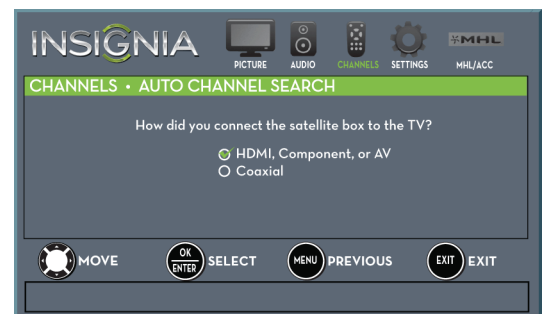 INSIGNIA
PICTURE AUDIO CHANNELS SETTINGS MHL MHL/ACC
CHANNELS • AUTO CHANNEL SEARCH
How did you connect the satellite box to the TV?
HDMI, Component, or AV
Coaxial
MOVE OK ENTER SELECT MENU PREVIOUS EXIT EXIT